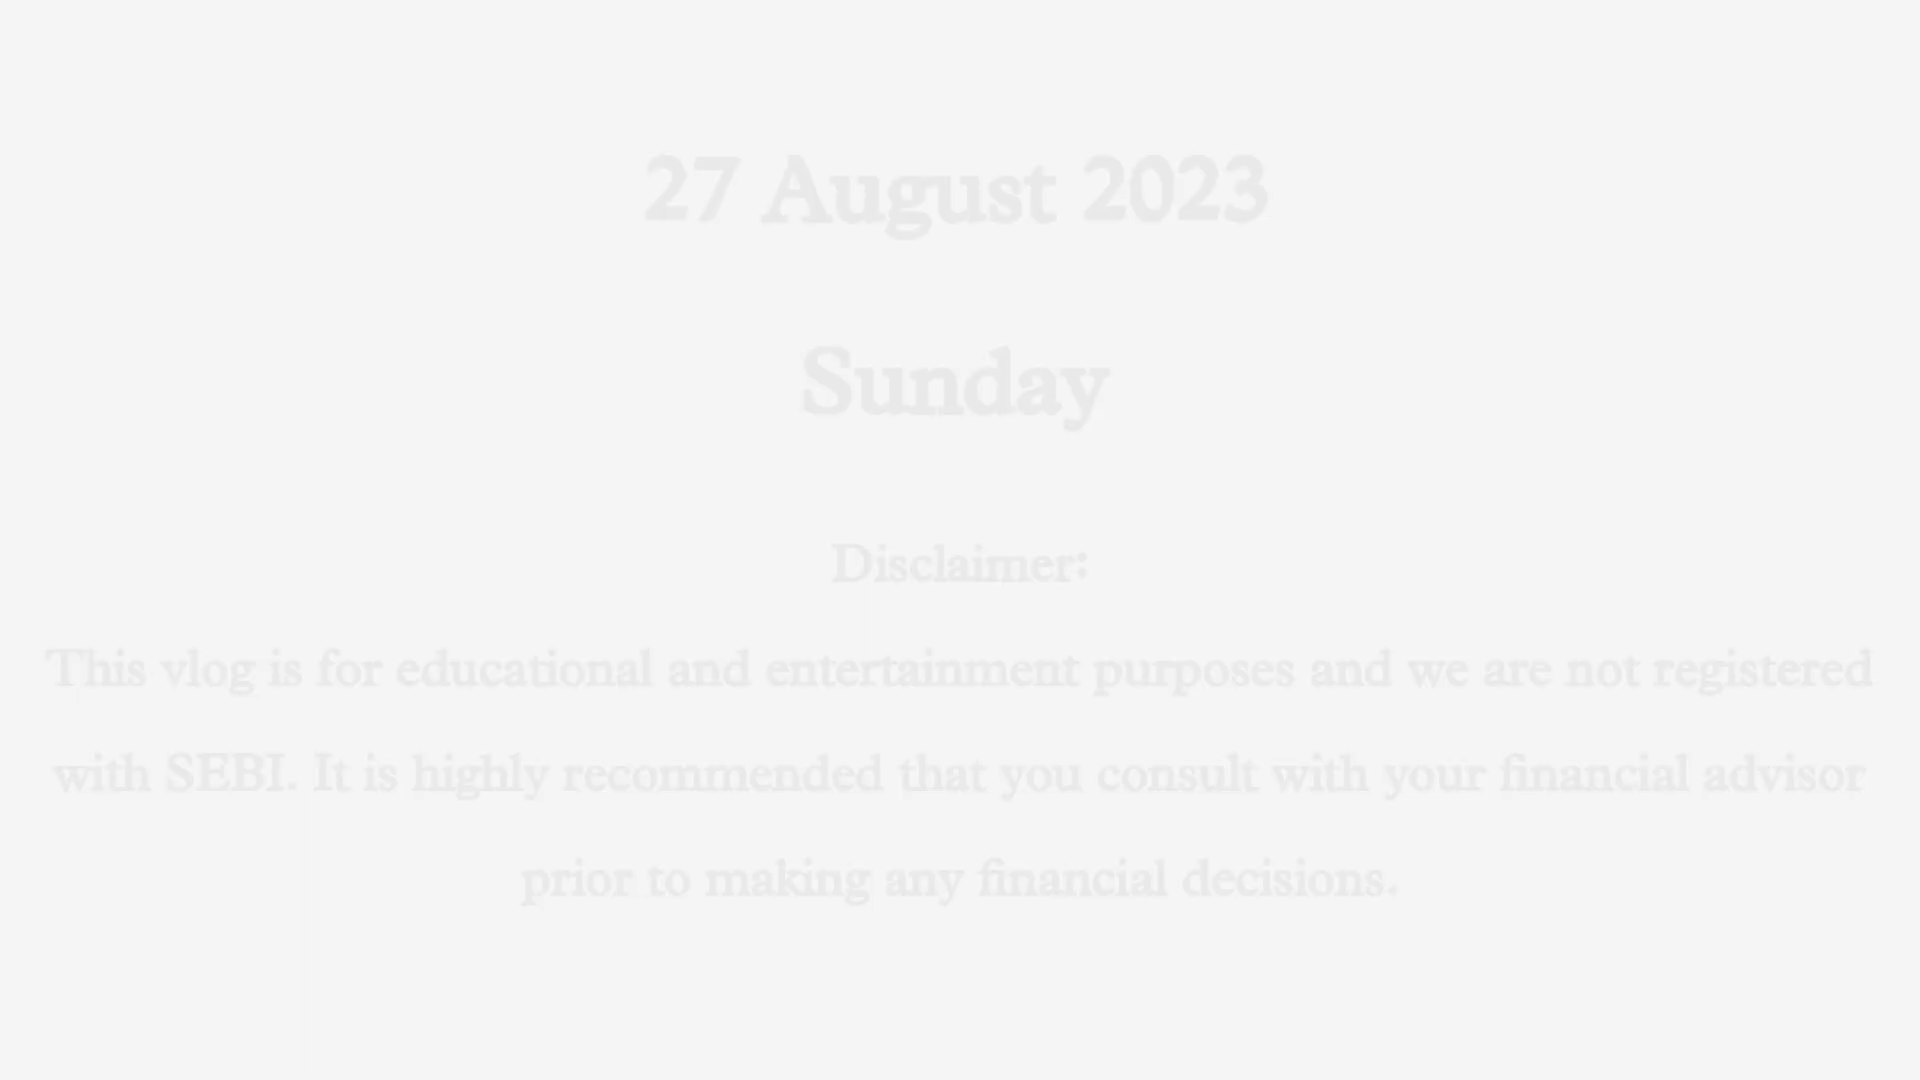 27 August 2023
Sunday
Disclaimer:
This vlog is for educational and entertainment purposes and we are not registered
with SEBI. It is highly recommended that you consult with your financial advisor
prior to making any financial decisions.